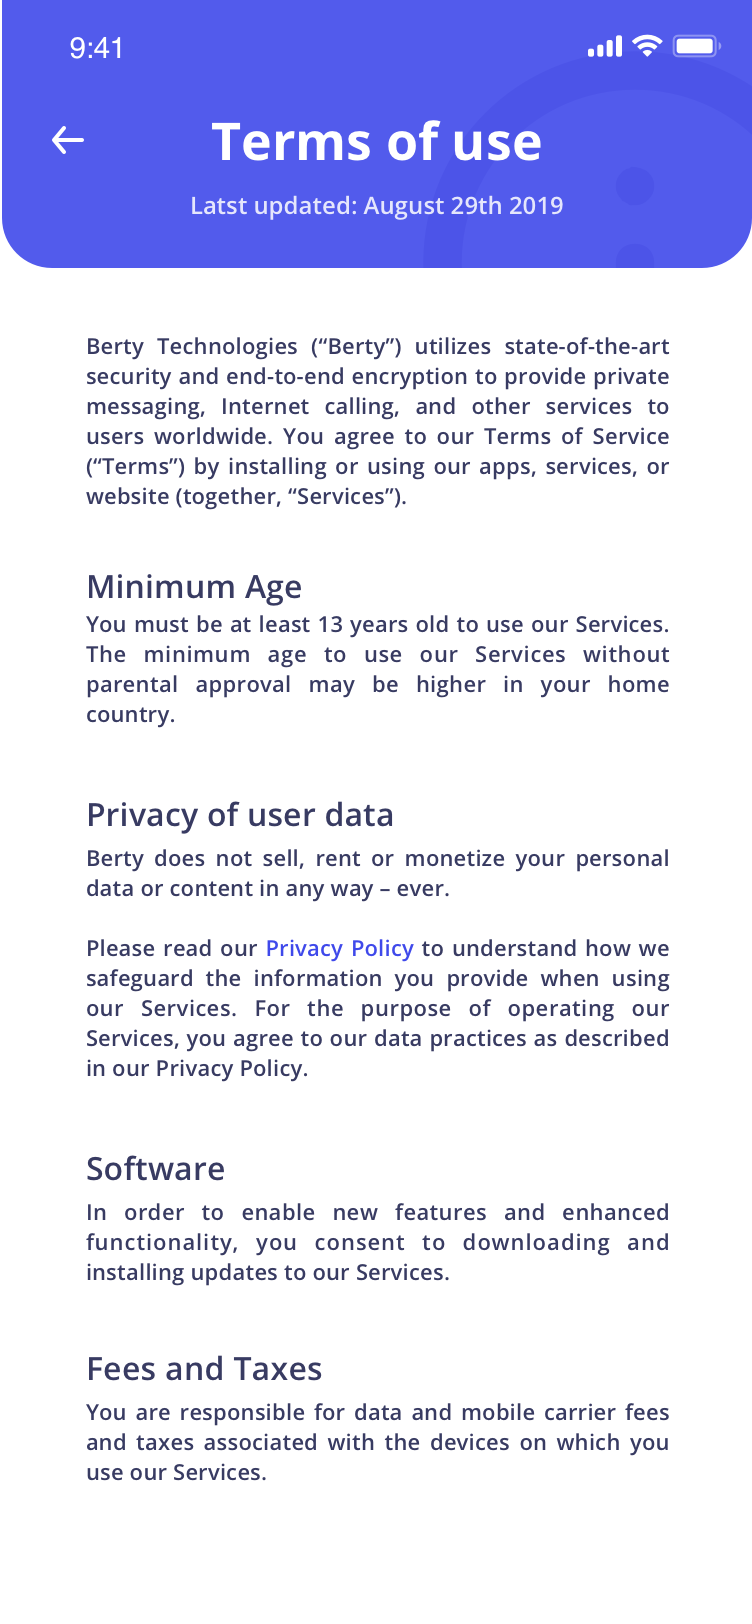 9:41
Terms of use
Latst updated: August 29th 2019
Berty Technologies (“Berty”) utilizes state-of-the-art
security and end-to-end encryption to provide private
messaging, Internet calling, and other services to
users worldwide. You agree to our Terms of Service
(“Terms”) by installing or using our apps, services, or
website (together, “Services”).
Minimum Age
You must be at least 13 years old to use our Services.
The minimum age to use our Services without
parental approval may be higher in your home
country.
Privacy of user data
Berty does not sell, rent or monetize your personal
data or content in any way – ever.
Please read our Privacy Policy to understand how we
safeguard the information you provide when using
our Services. For the purpose of operating our
Services, you agree to our data practices as described
in our Privacy Policy.
Software
In order to enable new features and enhanced
functionality, you consent to downloading and
installing updates to our Services.
Fees and Taxes
You are responsible for data and mobile carrier fees
and taxes associated with the devices on which you
use our Services.